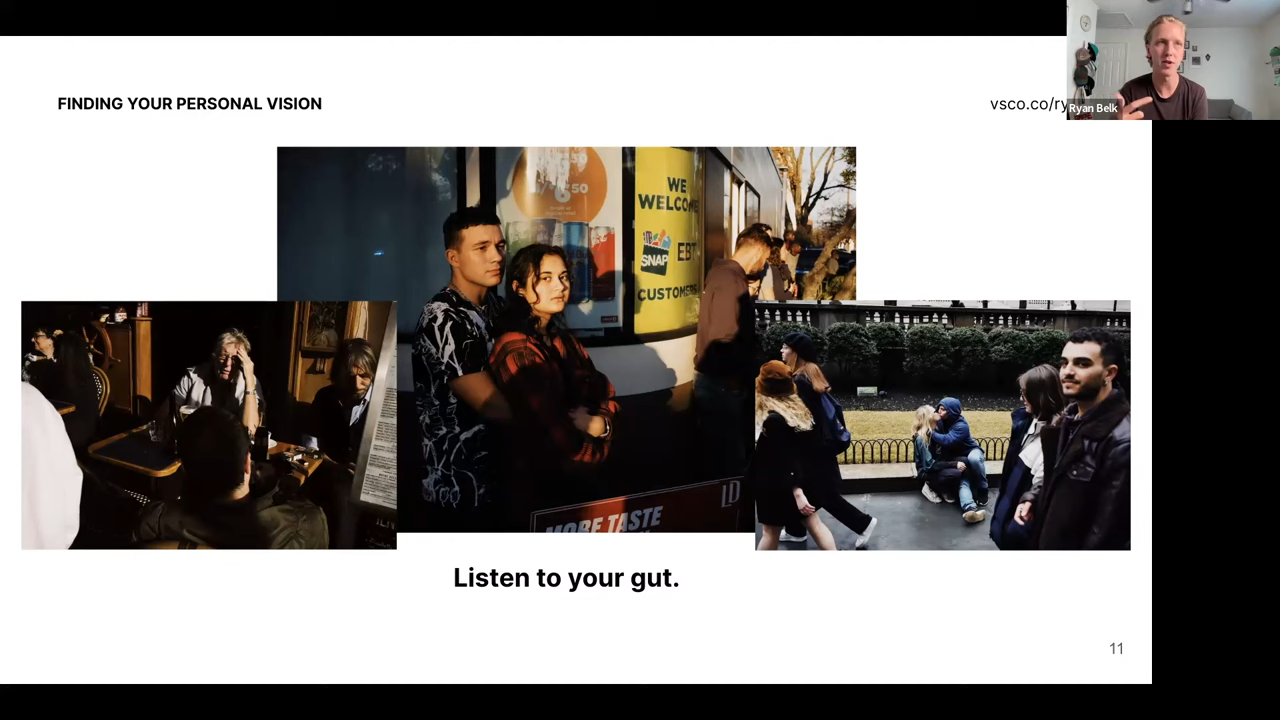 FINDING YOUR PERSONAL VISION
vsco.co/ry
Ryan Belk
WE
WELCOME
SNAP
EBT
CUSTOMERS
LD
MORE TASTE
Listen to your gut.
11